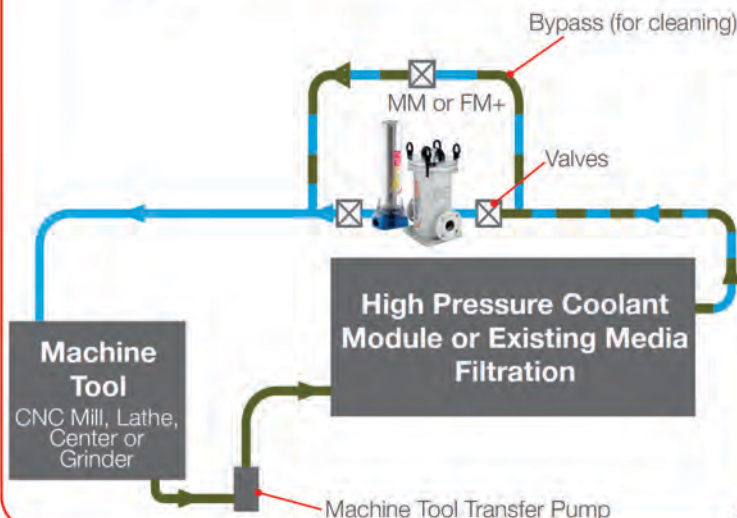 Bypass (for cleaning)
MM or FM+
Valves
High Pressure Coolant
Module or Existing Media
Filtration
Machine
Tool
CNC Mill, Lathe,
Center or
Grinder
Machine Tool Transfer Pump